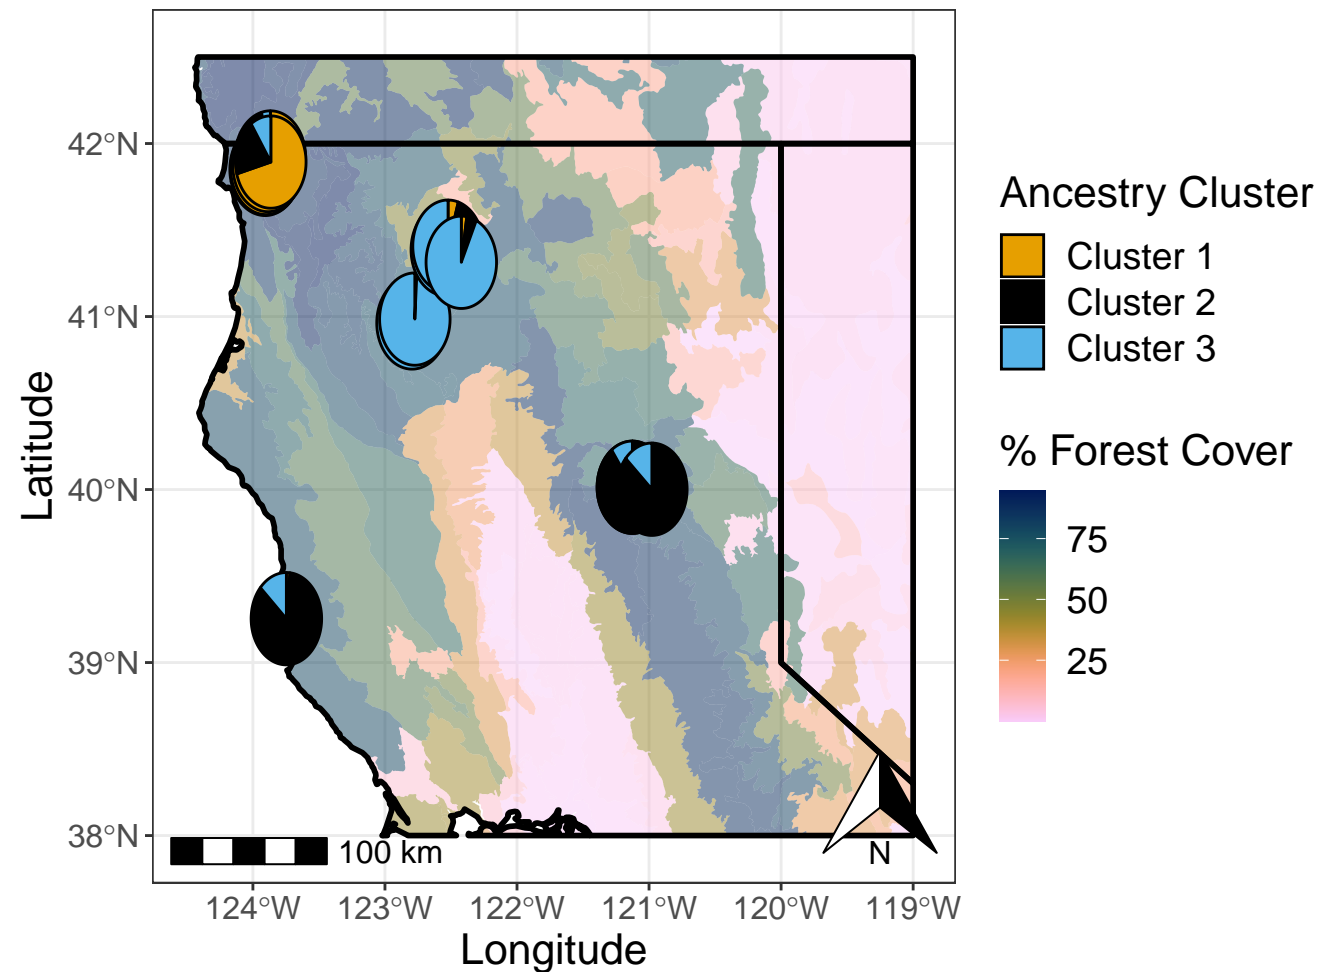 42°N
41°N
40°N
39°N
38°N
Latitude
100 km
N
124°W
123°W
122°W
121°W
120°W
119°W
Longitude
Ancestry Cluster
Cluster 1
Cluster 2
Cluster 3
% Forest Cover
75
50
25